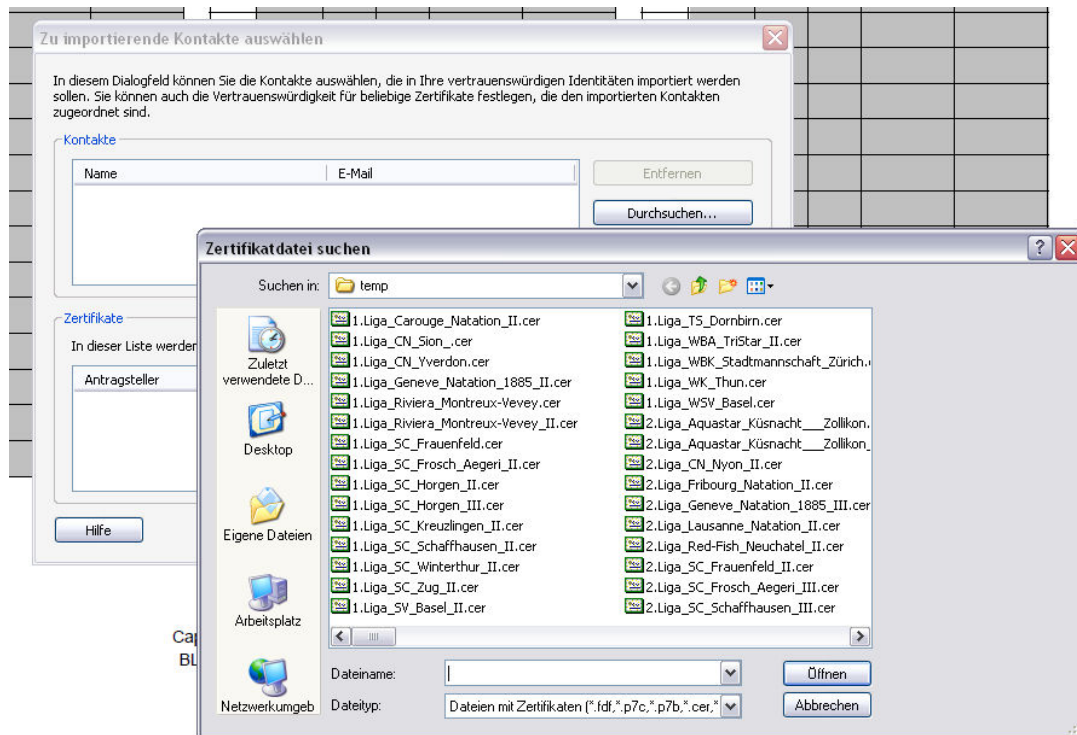 Zu importierende Kontakte auswählen
In diesem Dialogfeld können Sie die Kontakte auswählen, die in Ihre vertrauenswürdigen Identitäten importiert werden
sollen. Sie können auch die Vertrauenswürdigkeit für beliebige Zertifikate festlegen, die den importierten Kontakten
zugeordnet sind.
Kontakte
Name E-Mail Entfernen
Durchsuchen...
Zertifikatdatei suchen
Suchen in: temp
Zertifikate
In dieser Liste werder
Antragsteller
Hilfe
Cap
BL
Zuletzt
verwendete D...
Desktop
Eigene Dateien
Arbeitsplatz
Netzwerkumgeb
1.Liga_Carouge_Natation_II.cer
1.Liga_CN_Sion_.cer
1.Liga_CN_Yverdon.cer
1.Liga_Geneve_Natation_1885_II.cer
1.Liga_Riviera_Montreux-Vevey.cer
1.Liga_Riviera_Montreux-Vevey_II.cer
1.Liga_SC_Frauenfeld.cer
1.Liga_SC_Frosch_Aegeri_II.cer
1.Liga_SC_Horgen_II.cer
1.Liga_SC_Horgen_III.cer
1.Liga_SC_Kreuzlingen_II.cer
1.Liga_SC_Schaffhausen_II.cer
1.Liga_SC_Winterthur_II.cer
1.Liga_SC_Zug_II.cer
1.Liga_SV_Basel_II.cer
1.Liga_TS_Dornbirn.cer
1.Liga_WBA_TriStar_II.cer
1.Liga_WBK_Stadtmannschaft_Zürich.
1.Liga_WK_Thun.cer
1.Liga_WSV_Basel.cer
2.Liga_Aquastar_Küsnacht___Zollikon.
2.Liga_Aquastar_Küsnacht___Zollikon_
2.Liga_CN_Nyon_II.cer
2.Liga_Fribourg_Natation_II.cer
2.Liga_Geneve_Natation_1885_III.cer
2.Liga_Lausanne_Natation_II.cer
2.Liga_Red-Fish_Neuchatel_II.cer
2.Liga_SC_Frauenfeld_II.cer
2.Liga_SC_Frosch_Aegeri_III.cer
2.Liga_SC_Schaffhausen_III.cer
Dateiname: Öffnen
Dateityp: Dateien mit Zertifikaten (*.fdf,*.p7c,*.p7b,*.cer,* Abbrechen